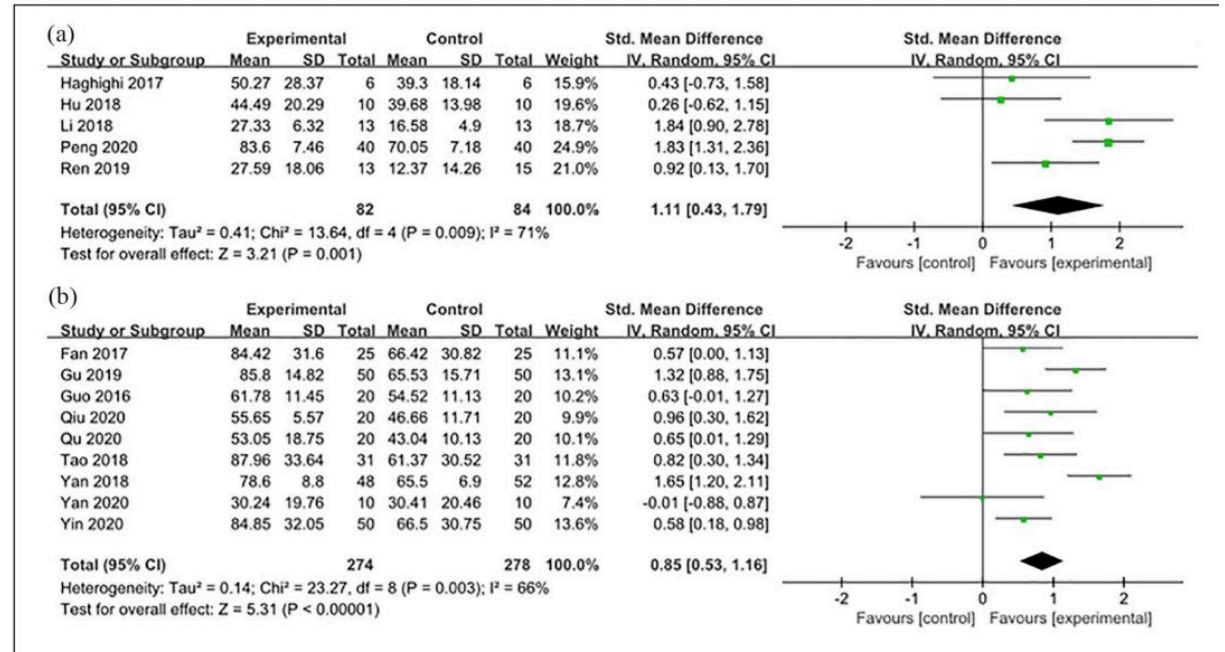 (a)
Experimental Control Std. Mean Difference Std. Mean Difference
Study or Subgroup Mean SD Total Mean SD Total Weight IV, Random, 95% CI IV, Random, 95% CI
Haghighi 2017 50.27 28.37 6 39.3 18.14 6 15.9% 0.43 [-0.73, 1.58]
Hu 2018 44.49 20.29 10 39.68 13.98 10 19.6% 0.26 [-0.62, 1.15]
Li 2018 27.33 6.32 13 16.58 4.9 13 18.7% 1.84 [0.90, 2.78]
Peng 2020 83.6 7.46 40 70.05 7.18 40 24.9% 1.83 [1.31, 2.36]
Ren 2019 27.59 18.06 13 12.37 14.26 15 21.0% 0.92 [0.13, 1.70]
Total (95% CI) 82 84 100.0% 1.11 [0.43, 1.79]
Heterogeneity: Tau² = 0.41; Chi² = 13.64, df = 4 (P = 0.009); I² = 71%
Test for overall effect: Z = 3.21 (P = 0.001)
-2 -1 0 1 2
Favours [control] Favours [experimental]
(b)
Experimental Control Std. Mean Difference Std. Mean Difference
Study or Subgroup Mean SD Total Mean SD Total Weight IV, Random, 95% CI IV, Random, 95% CI
Fan 2017 84.42 31.6 25 66.42 30.82 25 11.1% 0.57 [0.00, 1.13]
Gu 2019 85.8 14.82 50 65.53 15.71 50 13.1% 1.32 [0.88, 1.75]
Guo 2016 61.78 11.45 20 54.52 11.13 20 10.2% 0.63 [-0.01, 1.27]
Qiu 2020 55.65 5.57 20 46.66 11.71 20 9.9% 0.96 [0.30, 1.62]
Qu 2020 53.05 18.75 20 43.04 10.13 20 10.1% 0.65 [0.01, 1.29]
Tao 2018 87.96 33.64 31 61.37 30.52 31 11.8% 0.82 [0.30, 1.34]
Yan 2018 78.6 8.8 48 65.5 6.9 52 12.8% 1.65 [1.20, 2.11]
Yan 2020 30.24 19.76 10 30.41 20.46 10 7.4% -0.01 [-0.88, 0.87]
Yin 2020 84.85 32.05 50 66.5 30.75 50 13.6% 0.58 [0.18, 0.98]
Total (95% CI) 274 278 100.0% 0.85 [0.53, 1.16]
Heterogeneity: Tau² = 0.14; Chi² = 23.27, df = 8 (P = 0.003); I² = 66%
Test for overall effect: Z = 5.31 (P < 0.00001)
-2 -1 0 1 2
Favours [control] Favours [experimental]